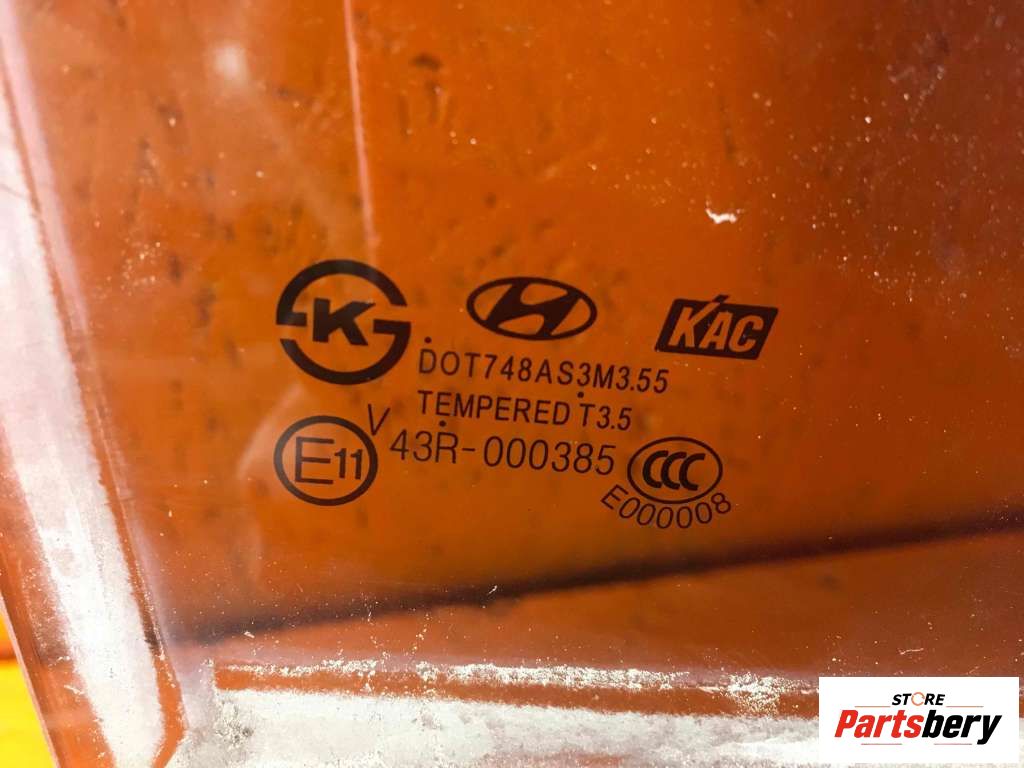 K
KAC
DOT748AS3M3.55
TEMPERED T3.5
E11
V
43R-000385
CCC
E000008
STORE
Partsbery